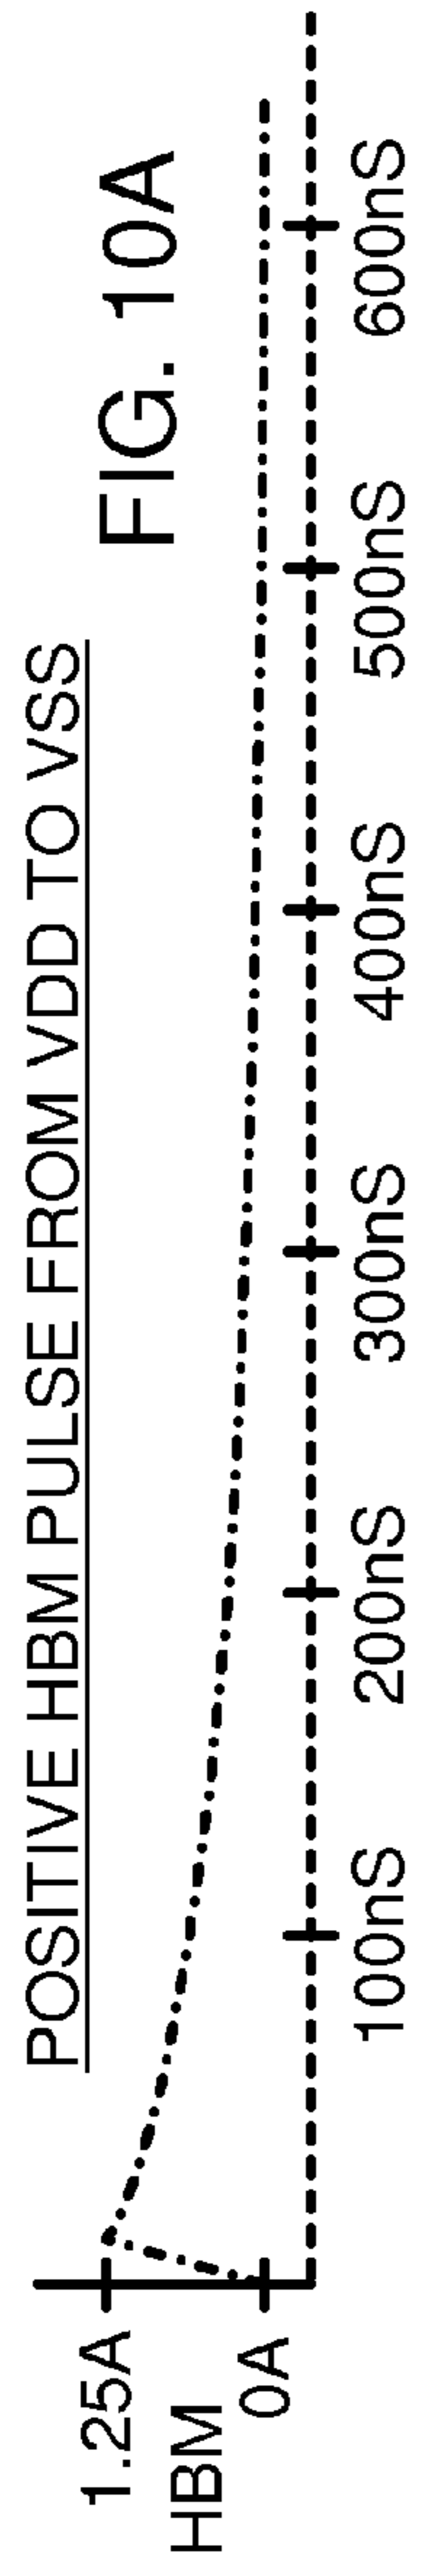 POSITIVE HBM PULSE FROM VDD TO VSS
FIG. 10A
1.25A
HBM
0A
100nS 200nS 300nS 400nS 500nS 600nS